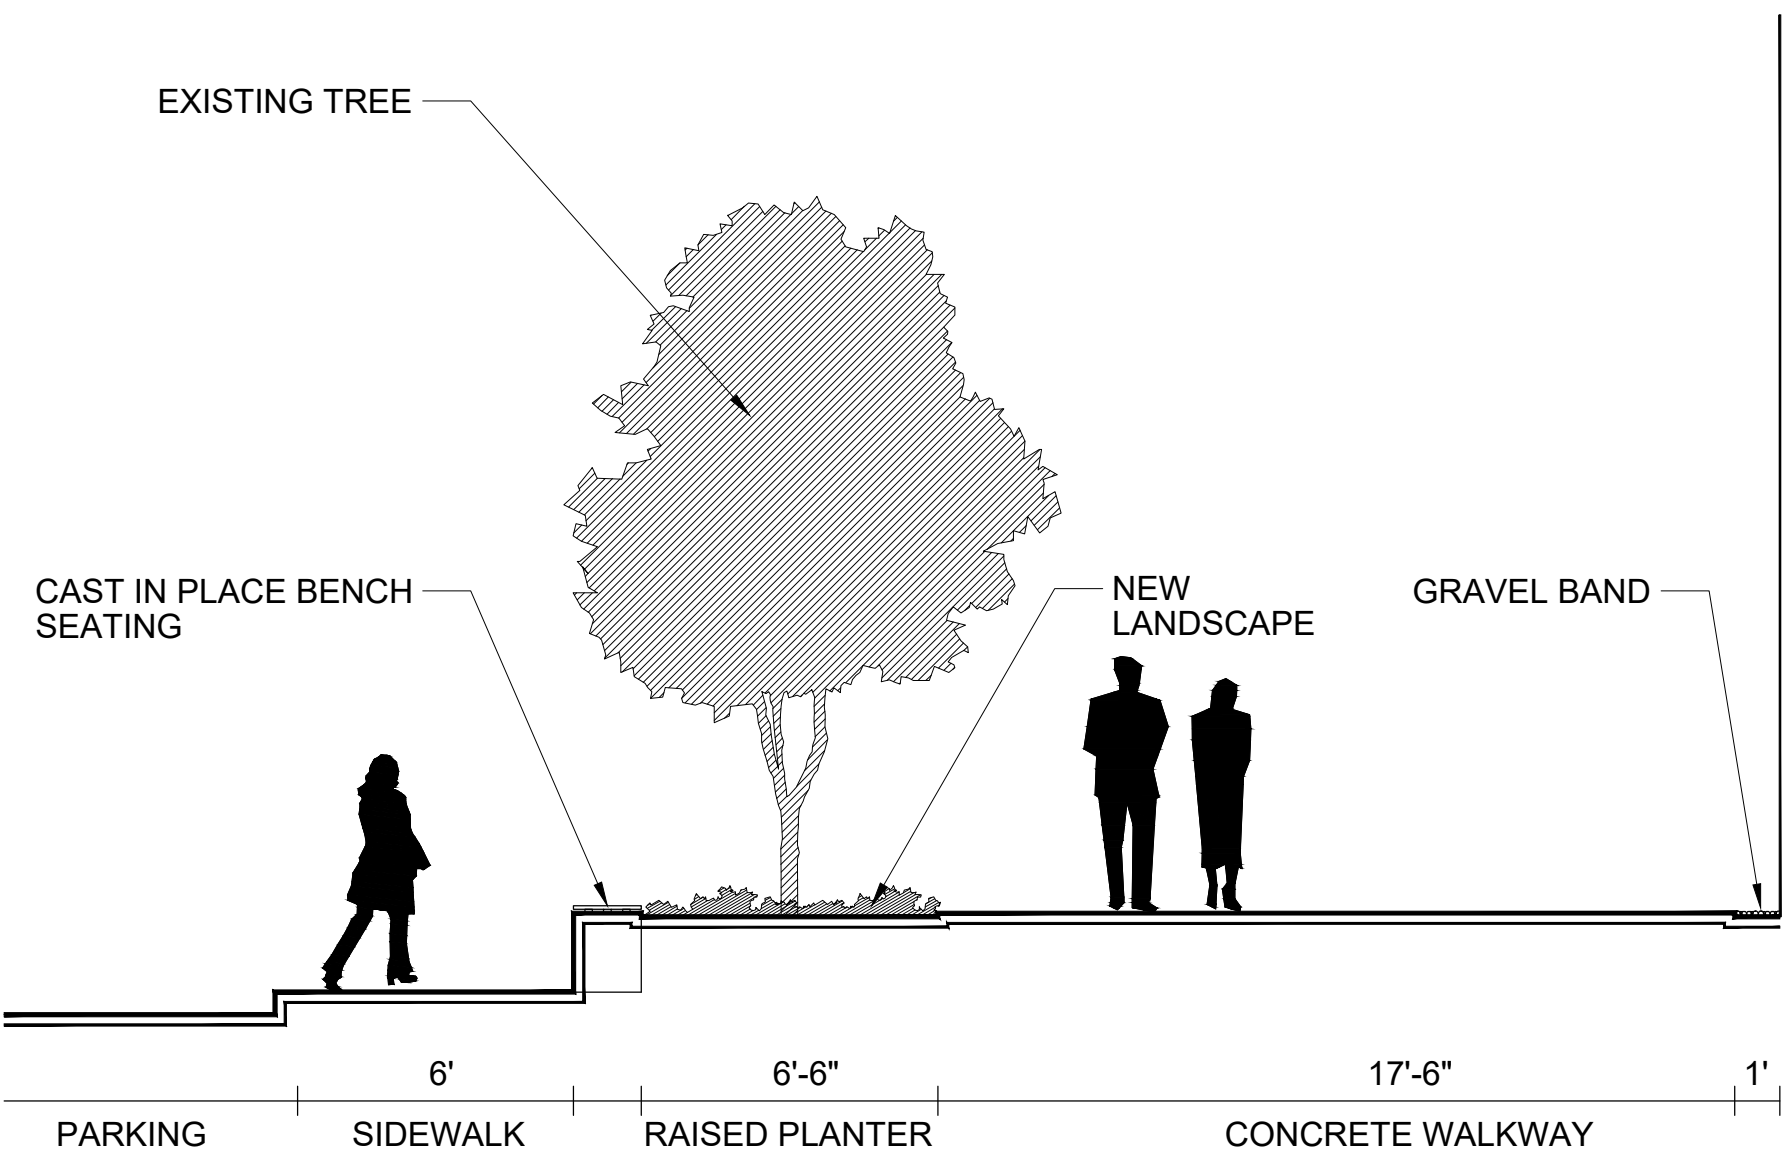 EXISTING TREE
CAST IN PLACE BENCH
SEATING
NEW
LANDSCAPE
GRAVEL BAND
6'
6'-6"
17'-6"
1'
PARKING
SIDEWALK
RAISED PLANTER
CONCRETE WALKWAY